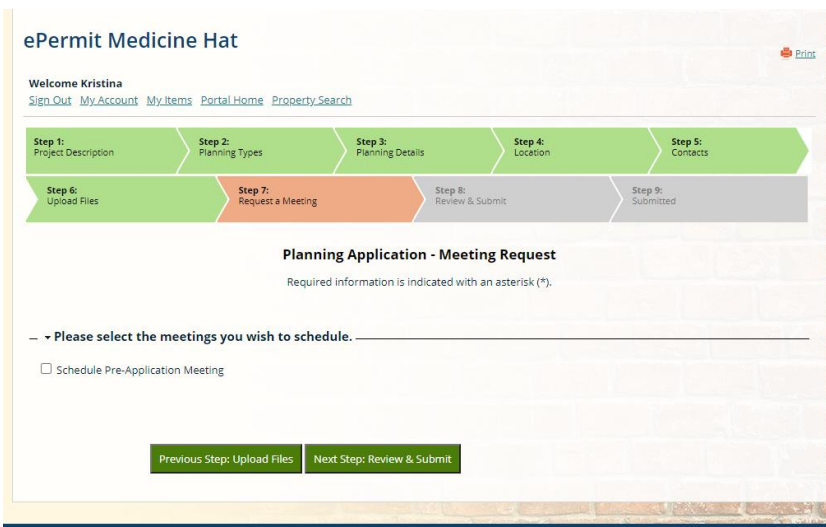 ePermit Medicine Hat
Print
Welcome Kristina
Sign Out My Account My Items Portal Home Property Search
Step 1: Step 2: Step 3: Step 4: Step 5:
Project Description Planning Types Planning Details Location Contacts
Step 6: Step 7: Step 8: Step 9:
Upload Files Request a Meeting Review & Submit Submitted
Planning Application - Meeting Request
Required information is indicated with an asterisk (*).
Please select the meetings you wish to schedule.
Schedule Pre-Application Meeting
Previous Step: Upload Files Next Step: Review & Submit